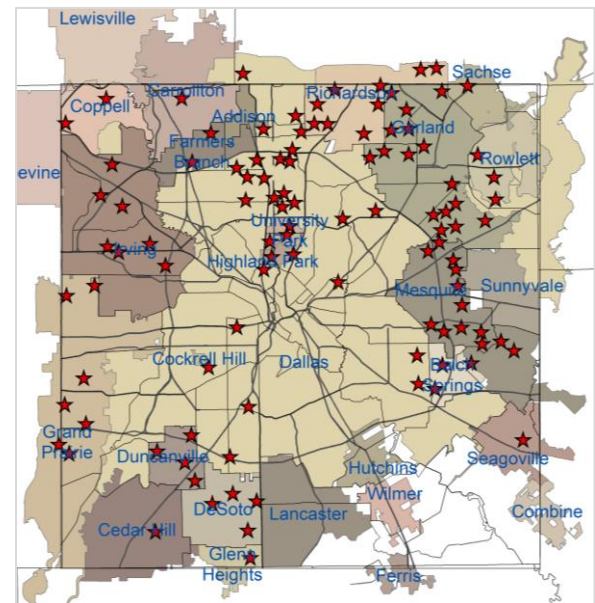 Lewisville
Sachse
Carrollton
Coppell
Richardson
Addison
Garland
Farmers
Branch
Rowlett
evine
University
Park
Irving
Highland Park
Mesquite
Sunnyvale
Cockrell Hill
Dallas
Balch
Springs
Grand
Prairie
Duncanville
Hutchins
Seagoville
Wilmer
DeSoto
Lancaster
Combine
Cedar Hill
Glenn
Heights
Ferris